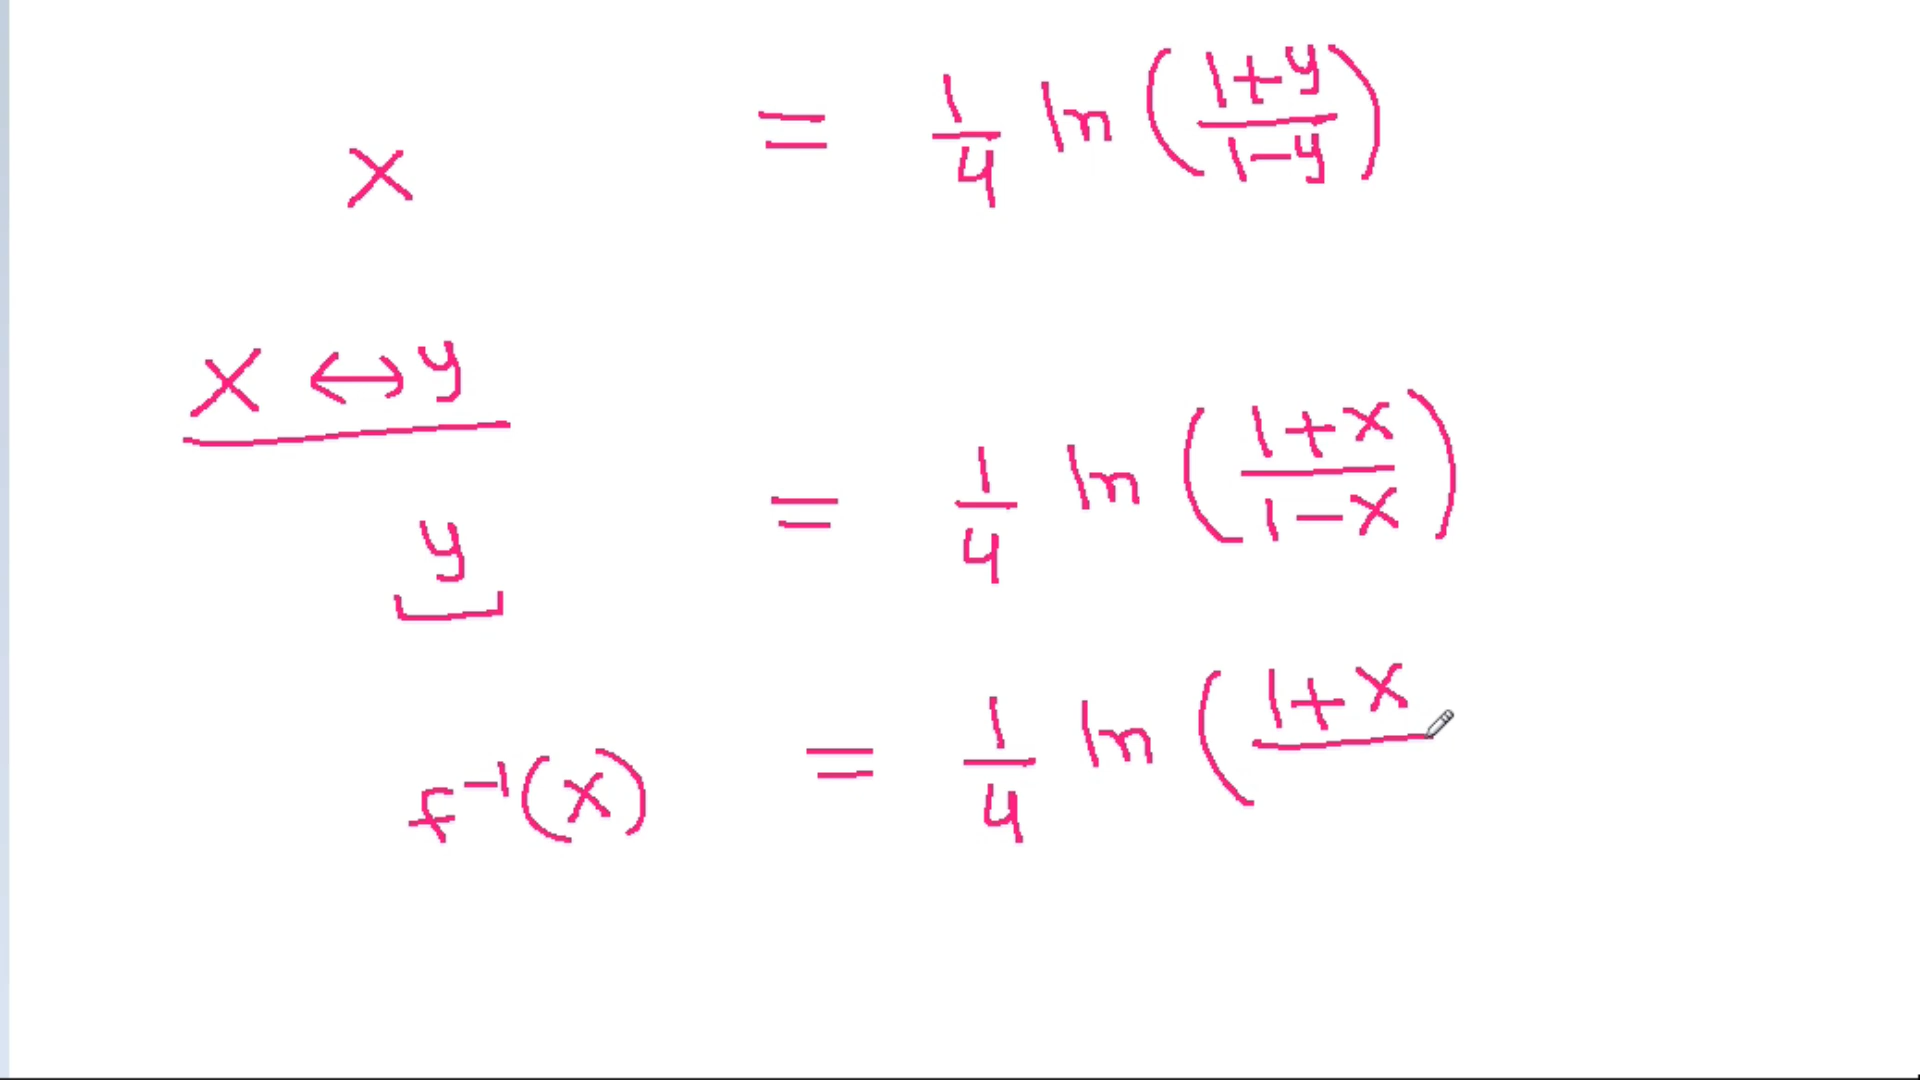 x = 1/4 ln((1+y)/(1-y))
x ↔ y
y = 1/4 ln((1+x)/(1-x))
f⁻¹(x) = 1/4 ln((1+x)/